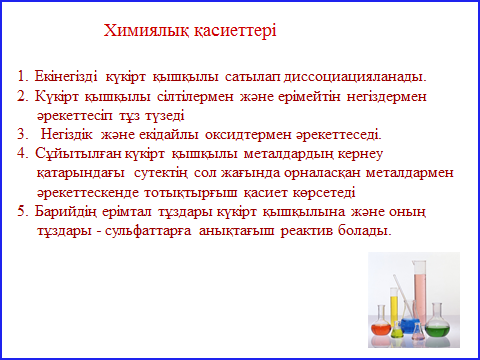 Химиялық қасиеттері
1. Екінегізді күкірт қышқылы сатылап диссоциацияланады.
2. Күкірт қышқылы сілтілермен және ерімейтін негіздермен
әрекеттесіп тұз түзеді
3. Негіздік және екідайлы оксидтермен әрекеттеседі.
4. Сұйытылған күкірт қышқылы металдардың кернеу
қатарындағы сутектің сол жағында орналасқан металдармен
әрекеттескенде тотықтырғыш қасиет көрсетеді
5. Барийдің ерімтал тұздары күкірт қышқылына және оның
тұздары - сульфаттарға анықтағыш реактив болады.